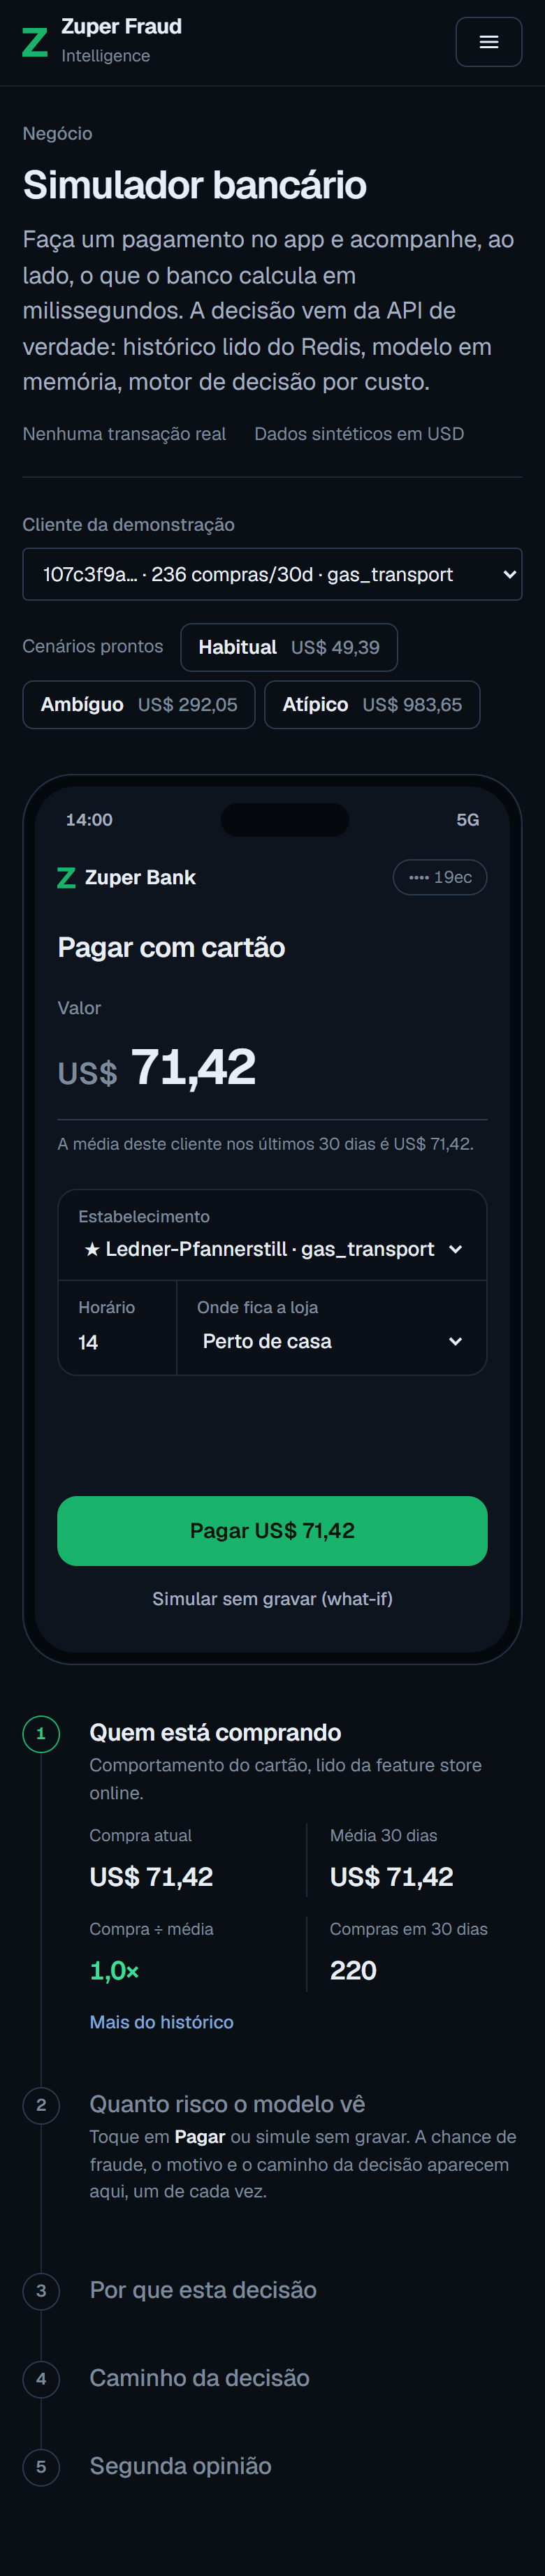 Z Zuper Fraud
Intelligence
Negócio
Simulador bancário
Faça um pagamento no app e acompanhe, ao
lado, o que o banco calcula em
milissegundos. A decisão vem da API de
verdade: histórico lido do Redis, modelo em
memória, motor de decisão por custo.
Nenhuma transação real Dados sintéticos em USD
Cliente da demonstração
107c3f9a… · 236 compras/30d · gas_transport
Cenários prontos Habitual US$ 49,39
Ambíguo US$ 292,05 Atípico US$ 983,65
14:00 5G
Z Zuper Bank •••• 19ec
Pagar com cartão
Valor
US$ 71,42
A média deste cliente nos últimos 30 dias é US$ 71,42.
Estabelecimento
★ Ledner-Pfannerstill · gas_transport
Horário Onde fica a loja
14 Perto de casa
Pagar US$ 71,42
Simular sem gravar (what-if)
1 Quem está comprando
Comportamento do cartão, lido da feature store
online.
Compra atual Média 30 dias
US$ 71,42 US$ 71,42
Compra ÷ média Compras em 30 dias
1,0× 220
Mais do histórico
2 Quanto risco o modelo vê
Toque em Pagar ou simule sem gravar. A chance de
fraude, o motivo e o caminho da decisão aparecem
aqui, um de cada vez.
3 Por que esta decisão
4 Caminho da decisão
5 Segunda opinião